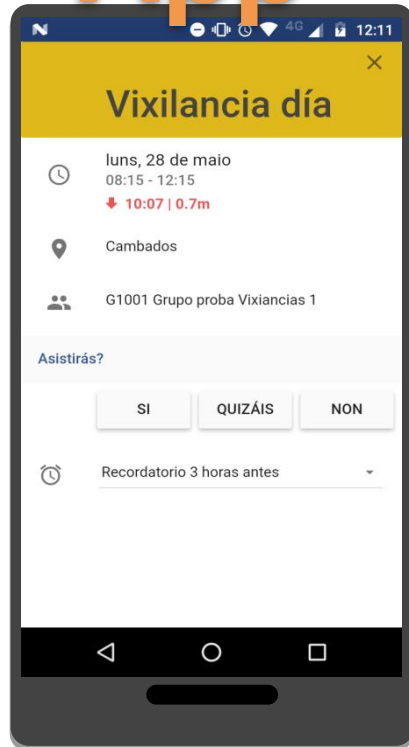 4G 12:11
Vixilancia día
luns, 28 de maio
08:15 - 12:15
10:07 | 0.7m
Cambados
G1001 Grupo proba Vixiancias 1
Asistirás?
SI QUIZÁIS NON
Recordatorio 3 horas antes